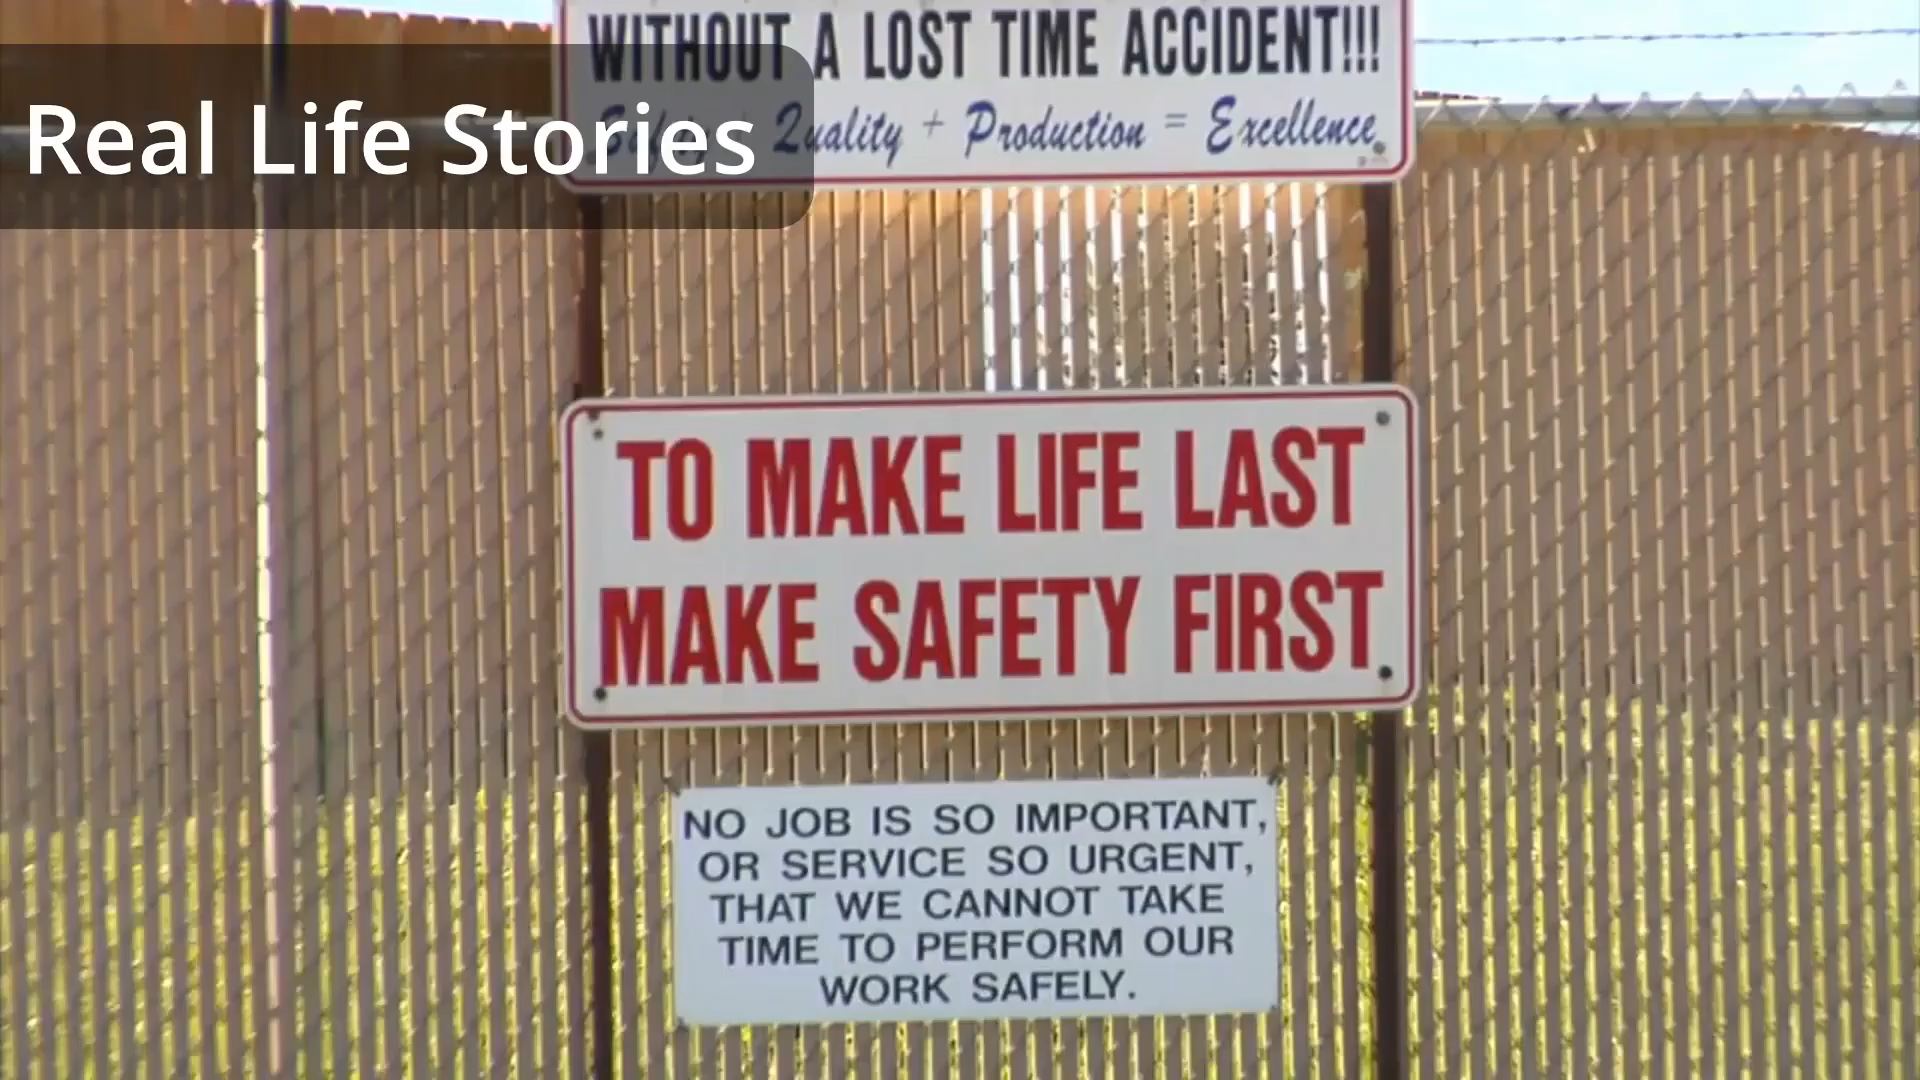 WITHOUT A LOST TIME ACCIDENT!!!
Safety + Quality + Production = Excellence
Real Life Stories
TO MAKE LIFE LAST
MAKE SAFETY FIRST
NO JOB IS SO IMPORTANT,
OR SERVICE SO URGENT,
THAT WE CANNOT TAKE
TIME TO PERFORM OUR
WORK SAFELY.